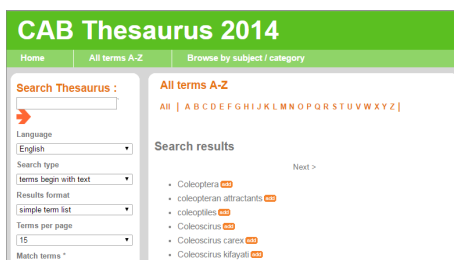 CAB Thesaurus 2014
Home All terms A-Z Browse by subject / category
Search Thesaurus :
Language
English
Search type
terms begin with text
Results format
simple term list
Terms per page
15
Match terms *
All terms A-Z
All | A B C D E F G H I J K L M N O P Q R S T U V W X Y Z |
Search results
Next >
Coleoptera add
coleopteran attractants add
coleoptiles add
Coleoscirus add
Coleoscirus carex add
Coleoscirus kifayati add